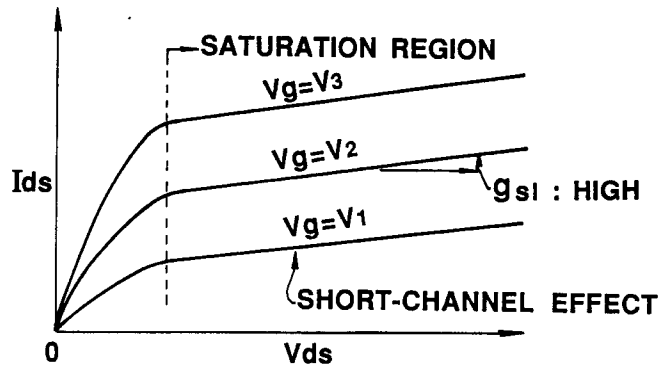 SATURATION REGION
Vg=V3
Ids
Vg=V2
gsl : HIGH
Vg=V1
SHORT-CHANNEL EFFECT
0
Vds